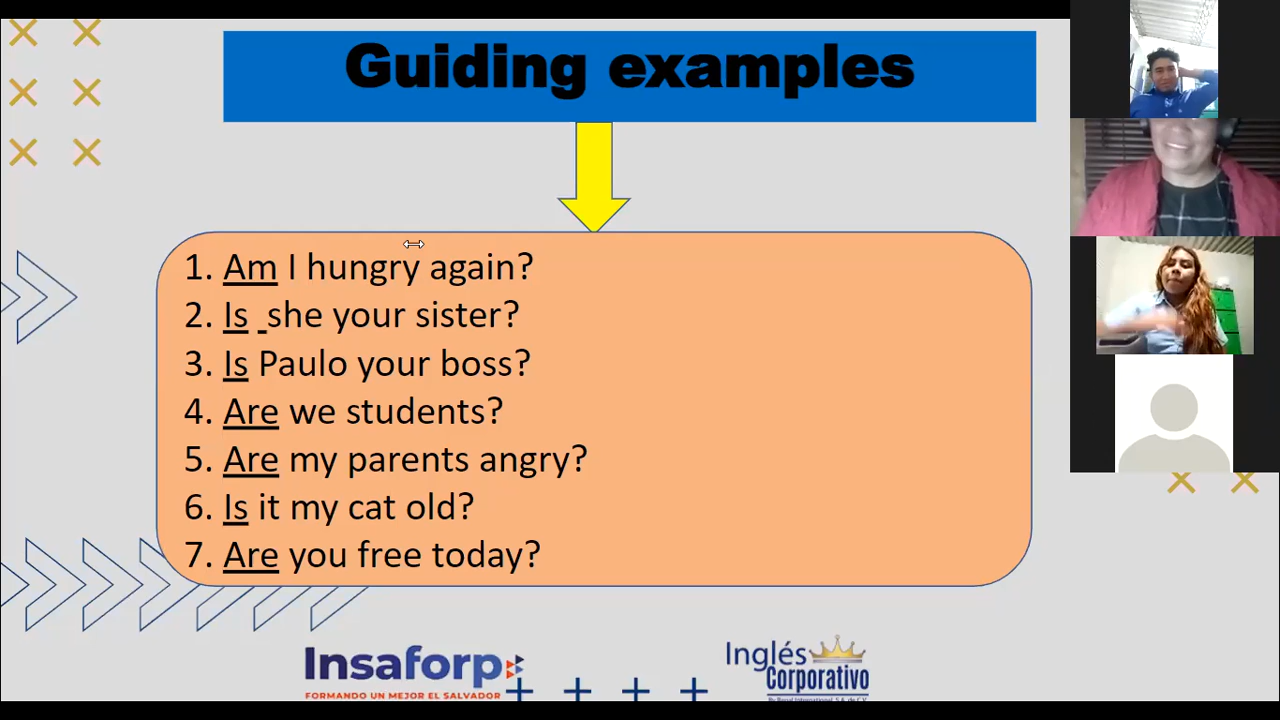 Guiding examples
1. Am I hungry again?
2. Is _she your sister?
3. Is Paulo your boss?
4. Are we students?
5. Are my parents angry?
6. Is it my cat old?
7. Are you free today?
Insaforp
FORMANDO UN MEJOR EL SALVADOR
Inglés
Corporativo